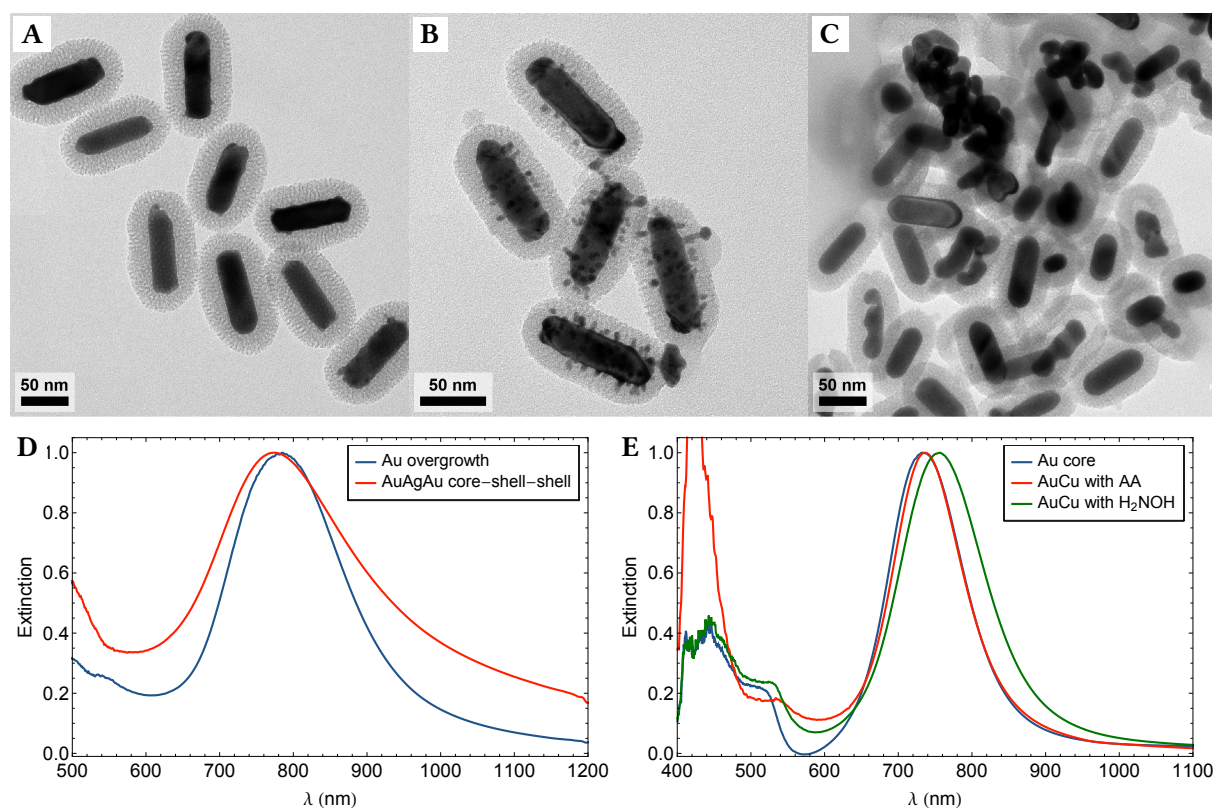 A
B
C
50 nm
50 nm
50 nm
D
Au overgrowth
AuAgAu core–shell–shell
Extinction
1.0
0.8
0.6
0.4
0.2
0.0
500 600 700 800 900 1000 1100 1200
λ (nm)
E
Au core
AuCu with AA
AuCu with H₂NOH
Extinction
1.0
0.8
0.6
0.4
0.2
0.0
400 500 600 700 800 900 1000 1100
λ (nm)